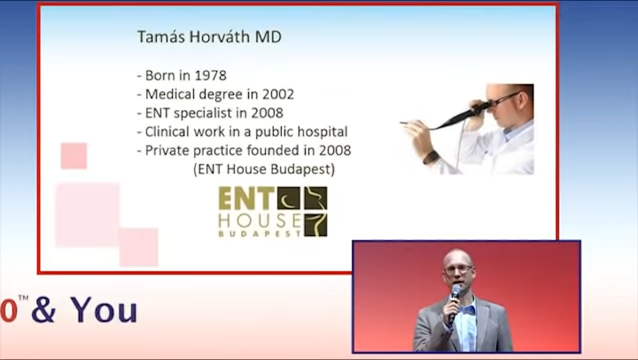 Tamás Horváth MD
- Born in 1978
- Medical degree in 2002
- ENT specialist in 2008
- Clinical work in a public hospital
- Private practice founded in 2008
(ENT House Budapest)
ENT
HOUSE
BUDAPEST
0™ & You